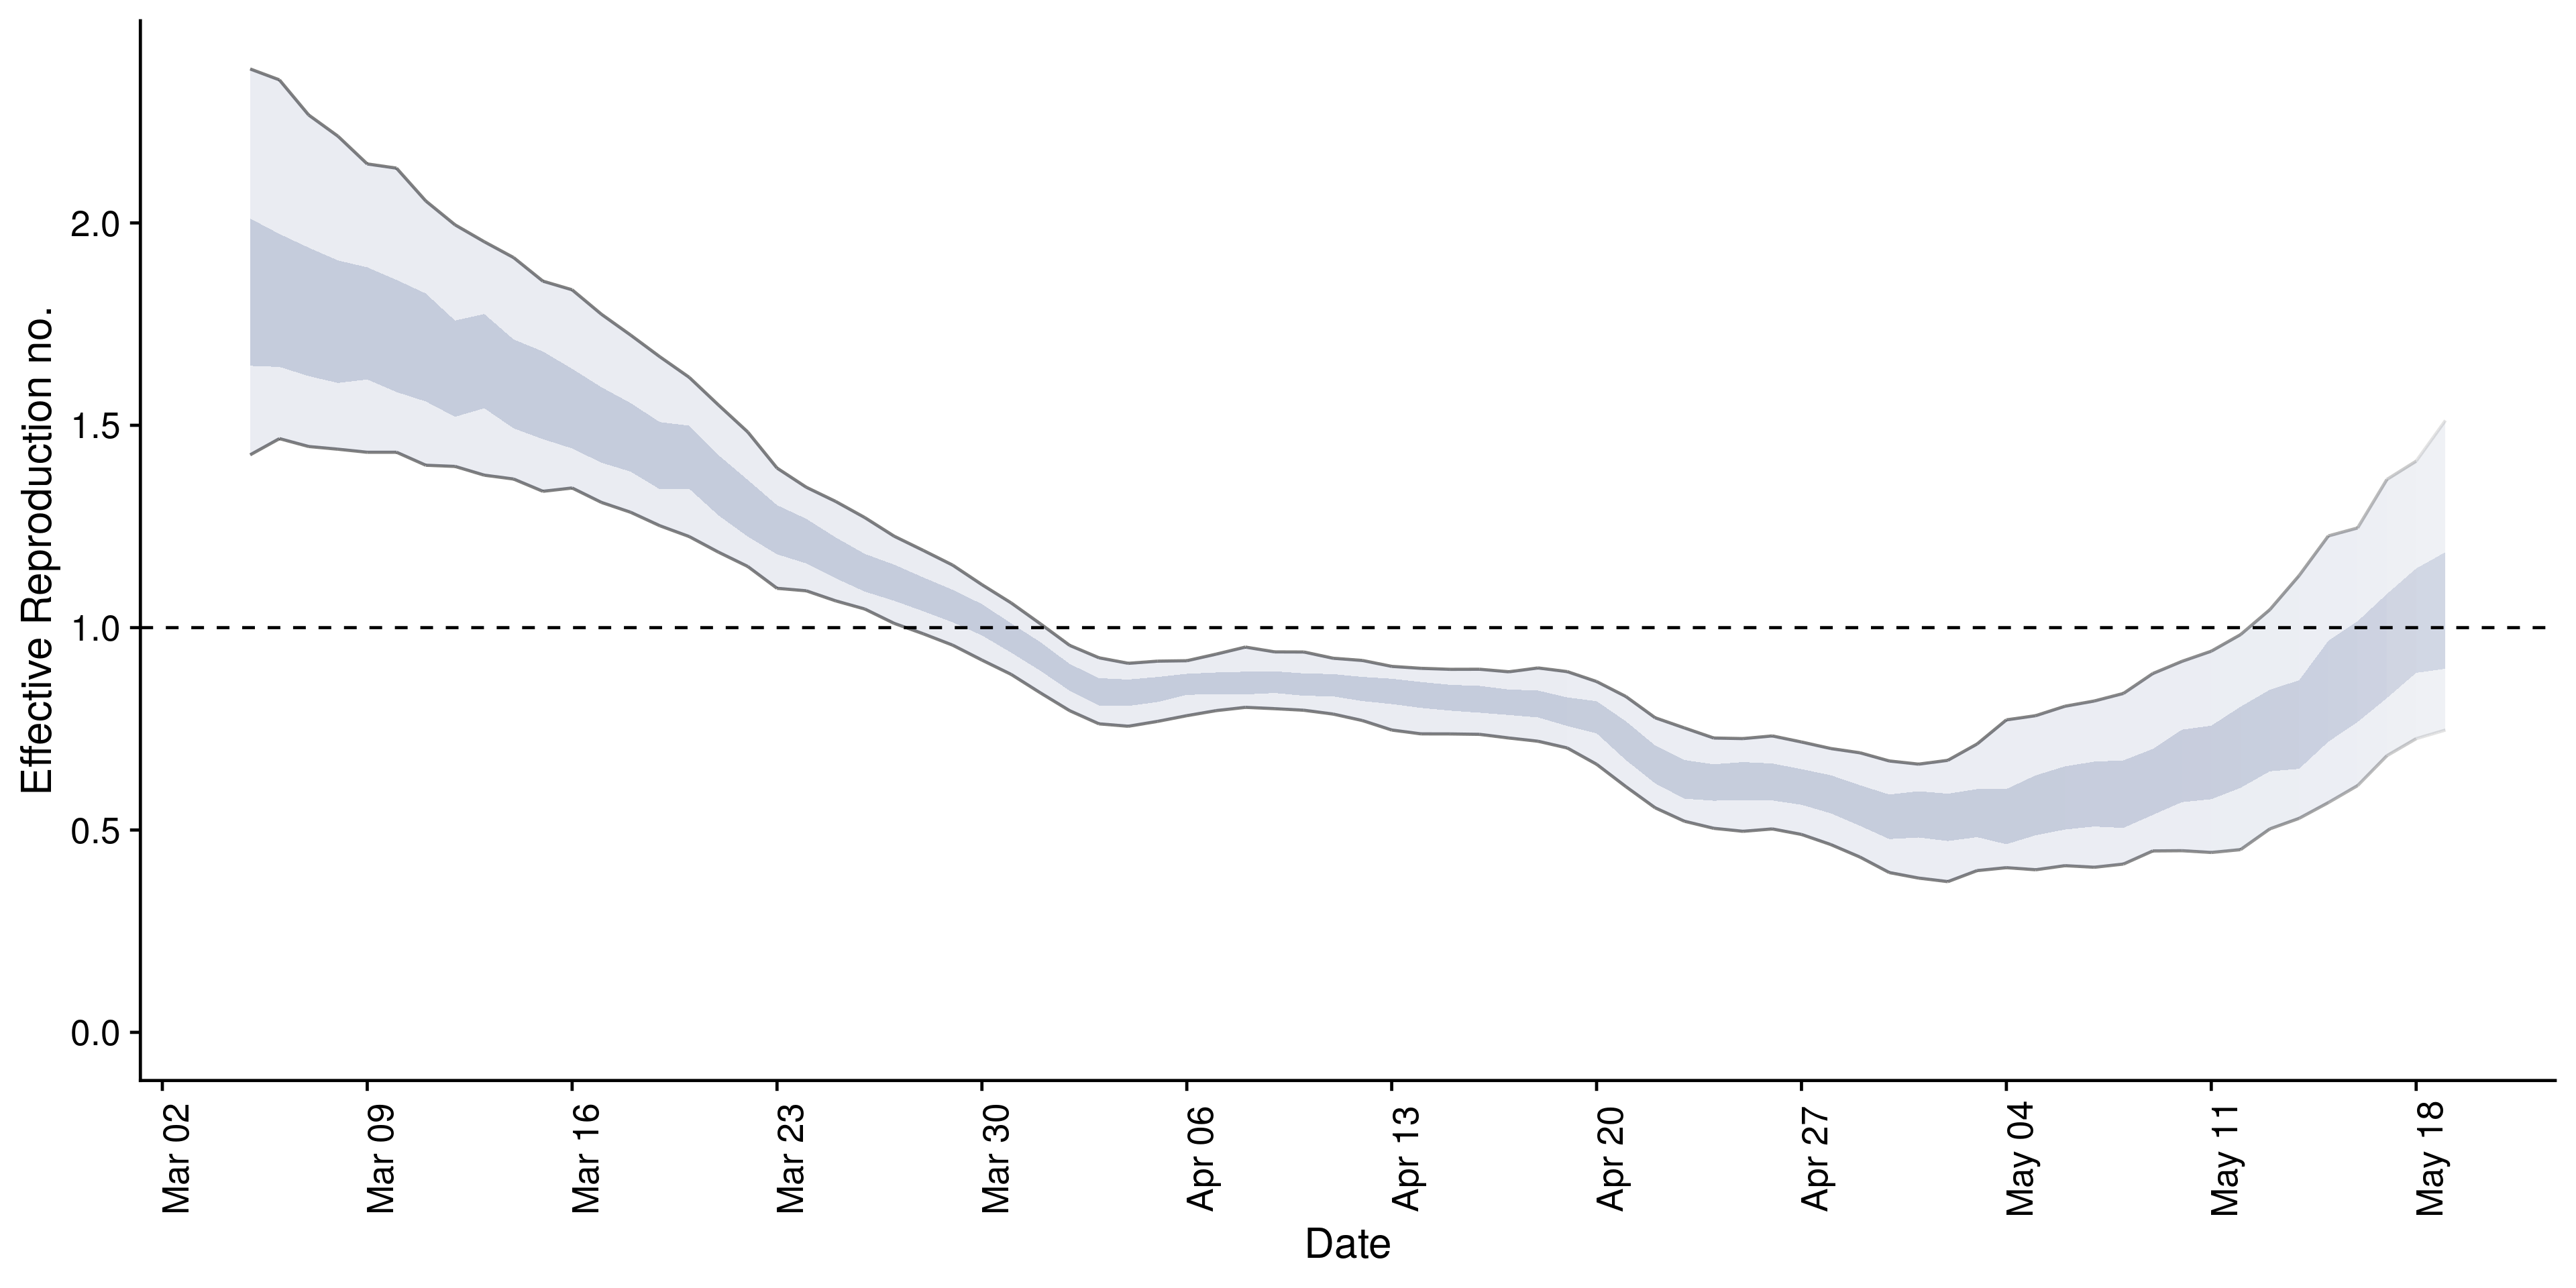 Effective Reproduction no.
2.0
1.5
1.0
0.5
0.0
Mar 02
Mar 09
Mar 16
Mar 23
Mar 30
Apr 06
Apr 13
Apr 20
Apr 27
May 04
May 11
May 18
Date